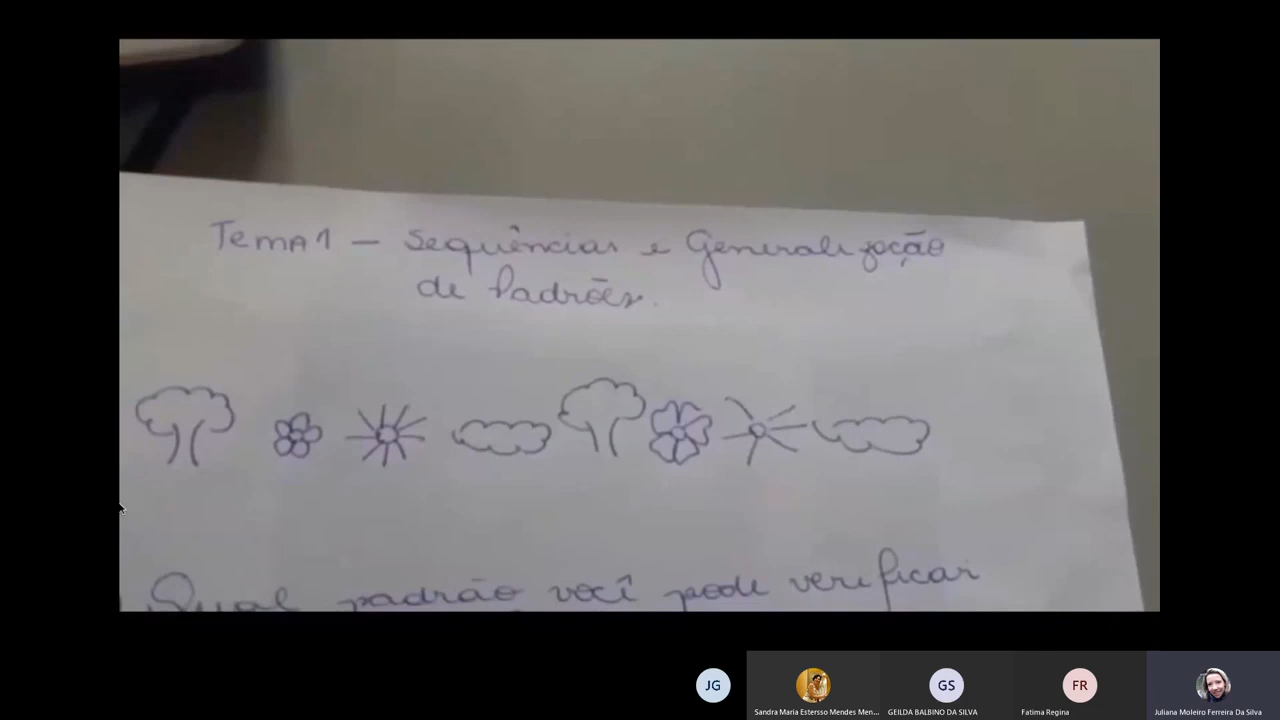 Tema 1 — Sequências e Generalização
de Padrões.
Qual padrão você pode verificar
JG
GS
FR
Sandra Maria Estersso Mendes Men...
GEILDA BALBINO DA SILVA
Fatima Regina
Juliana Moleiro Ferreira Da Silva